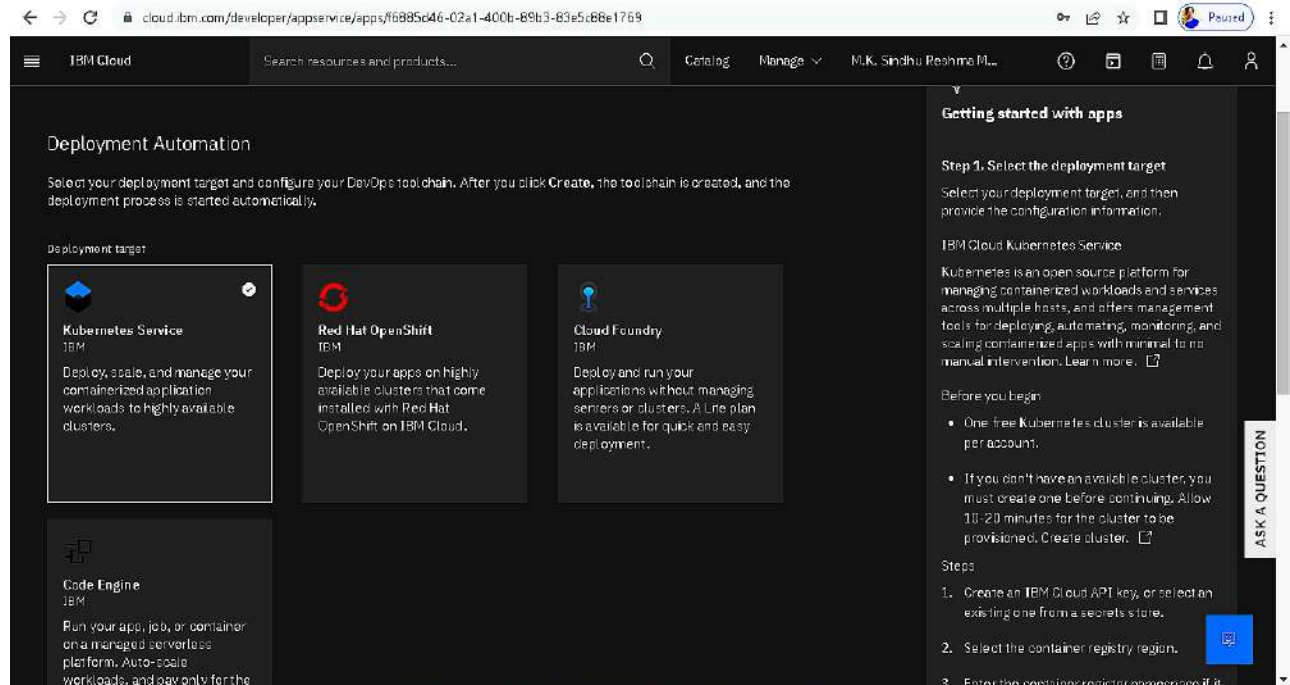 cloud.ibm.com/developer/appservice/apps/f6885d46-02a1-400b-89b3-83e5c88e1769
Paused
IBM Cloud
Search resources and products...
Catalog
Manage
M.K. Sindhu Reshma M...
Deployment Automation
Select your deployment target and configure your DevOps toolchain. After you click Create, the toolchain is created, and the
deployment process is started automatically.
Deployment target
Kubernetes Service
IBM
Deploy, scale, and manage your
containerized application
workloads to highly available
clusters.
Red Hat OpenShift
IBM
Deploy your apps on highly
available clusters that come
installed with Red Hat
OpenShift on IBM Cloud.
Cloud Foundry
IBM
Deploy and run your
applications without managing
servers or clusters. A Lite plan
is available for quick and easy
deployment.
Code Engine
IBM
Run your app, job, or container
on a managed serverless
platform. Auto-scale
workloads, and pay only for the
Getting started with apps
Step 1. Select the deployment target
Select your deployment target, and then
provide the configuration information.
IBM Cloud Kubernetes Service
Kubernetes is an open source platform for
managing containerized workloads and services
across multiple hosts, and offers management
tools for deploying, automating, monitoring, and
scaling containerized apps with minimal to no
manual intervention. Learn more.
Before you begin
• One free Kubernetes cluster is available
per account.
• If you don't have an available cluster, you
must create one before continuing. Allow
10-20 minutes for the cluster to be
provisioned. Create cluster.
Steps
1. Create an IBM Cloud API key, or select an
existing one from a secrets store.
2. Select the container registry region.
3. Enter the container registry namespace if it
ASK A QUESTION